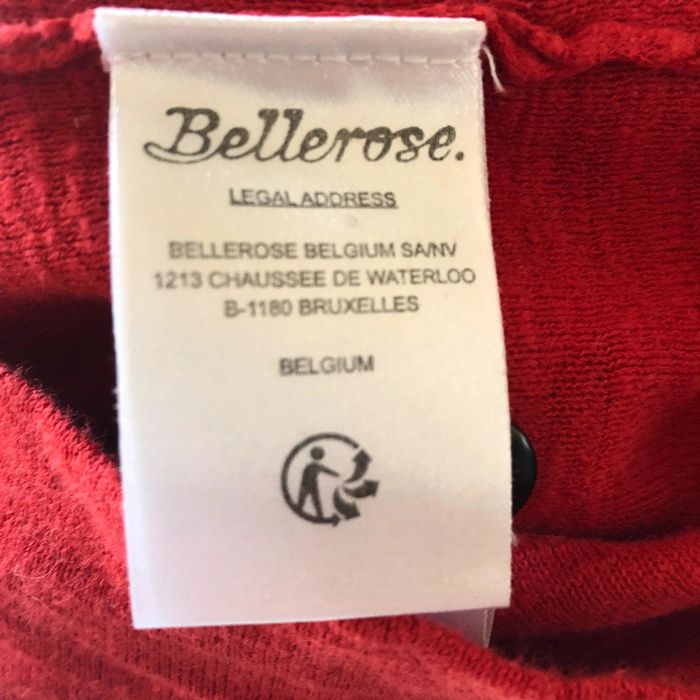 Bellerose.
LEGAL ADDRESS
BELLEROSE BELGIUM SA/NV
1213 CHAUSSEE DE WATERLOO
B-1180 BRUXELLES
BELGIUM